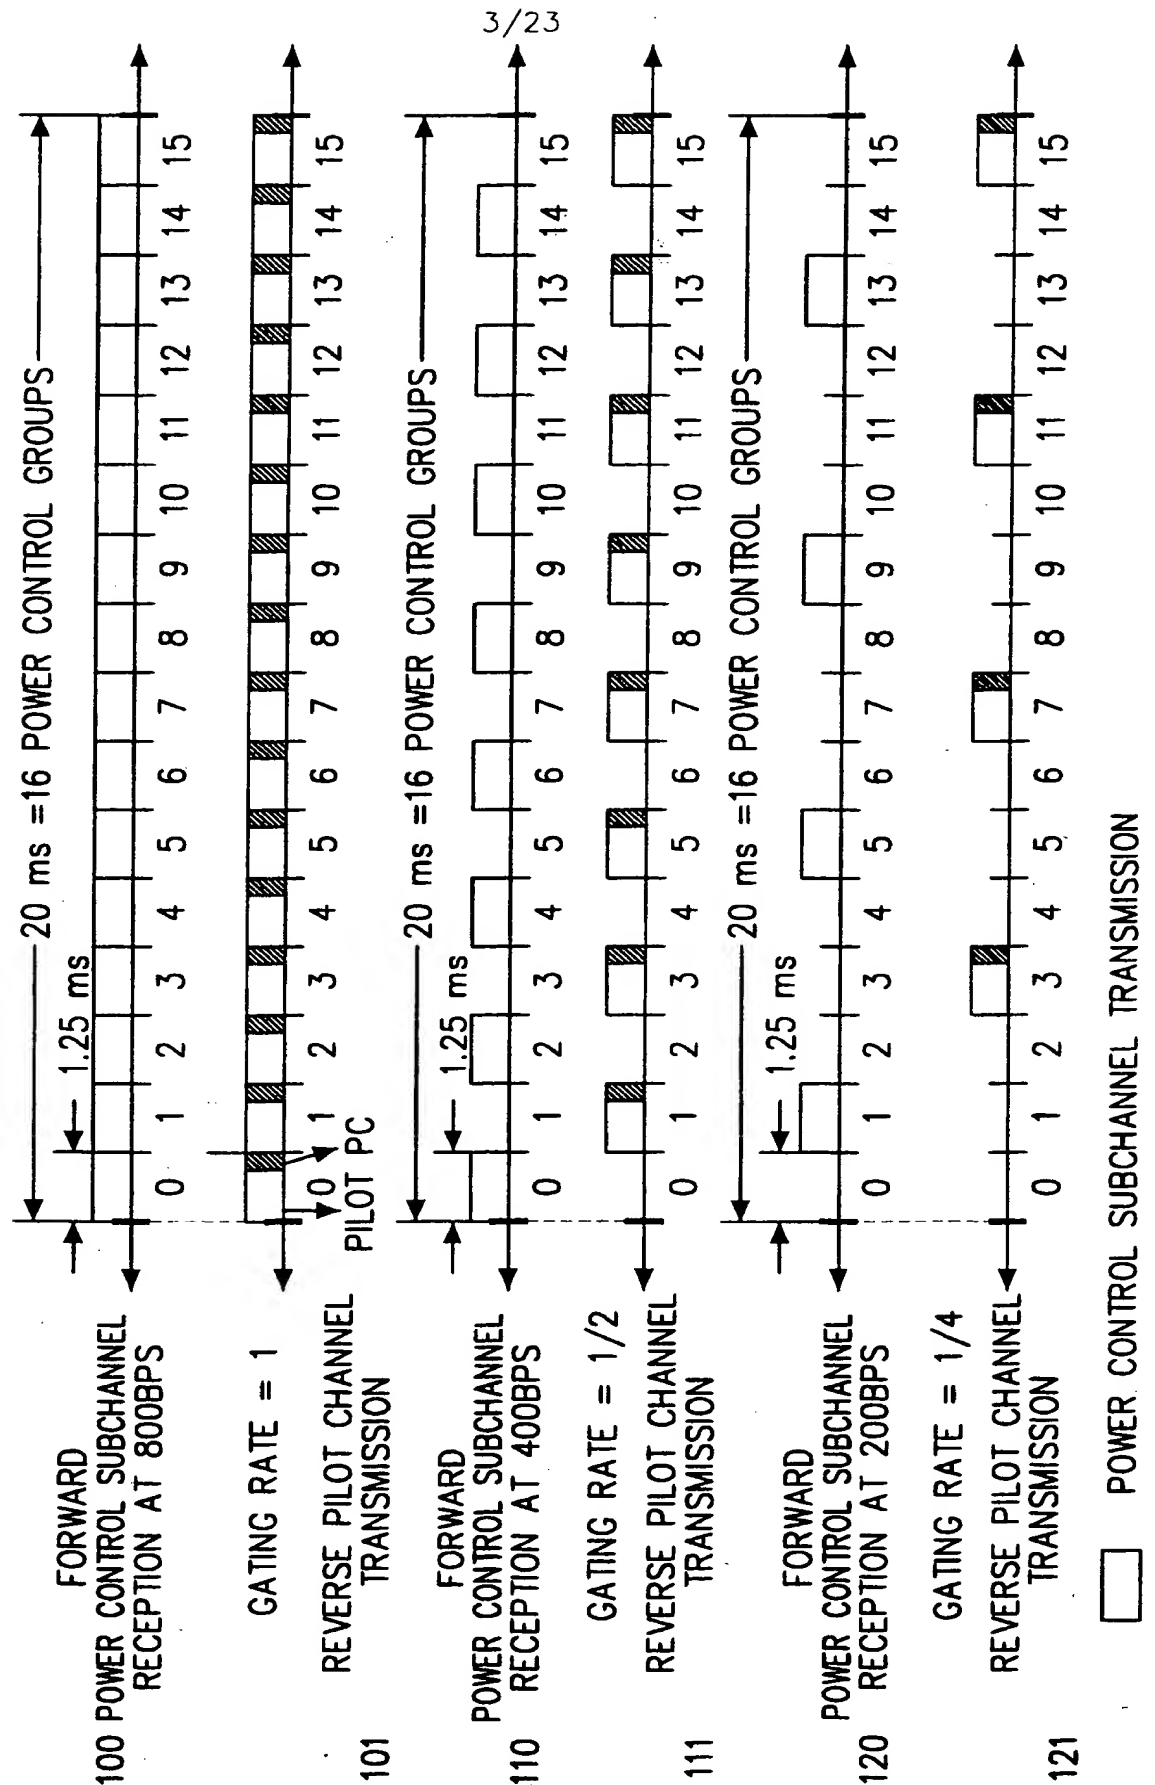 3/23
20 ms =16 POWER CONTROL GROUPS
1.25 ms
FORWARD
100 POWER CONTROL SUBCHANNEL
RECEPTION AT 800BPS
0 1 2 3 4 5 6 7 8 9 10 11 12 13 14 15
GATING RATE = 1
REVERSE PILOT CHANNEL
TRANSMISSION
101
0 1 2 3 4 5 6 7 8 9 10 11 12 13 14 15
PILOT PC
20 ms =16 POWER CONTROL GROUPS
1.25 ms
FORWARD
POWER CONTROL SUBCHANNEL
RECEPTION AT 400BPS
110
0 1 2 3 4 5 6 7 8 9 10 11 12 13 14 15
GATING RATE = 1/2
REVERSE PILOT CHANNEL
TRANSMISSION
111
0 1 2 3 4 5 6 7 8 9 10 11 12 13 14 15
20 ms =16 POWER CONTROL GROUPS
1.25 ms
FORWARD
POWER CONTROL SUBCHANNEL
RECEPTION AT 200BPS
120
0 1 2 3 4 5 6 7 8 9 10 11 12 13 14 15
GATING RATE = 1/4
REVERSE PILOT CHANNEL
TRANSMISSION
121
0 1 2 3 4 5 6 7 8 9 10 11 12 13 14 15
POWER CONTROL SUBCHANNEL TRANSMISSION